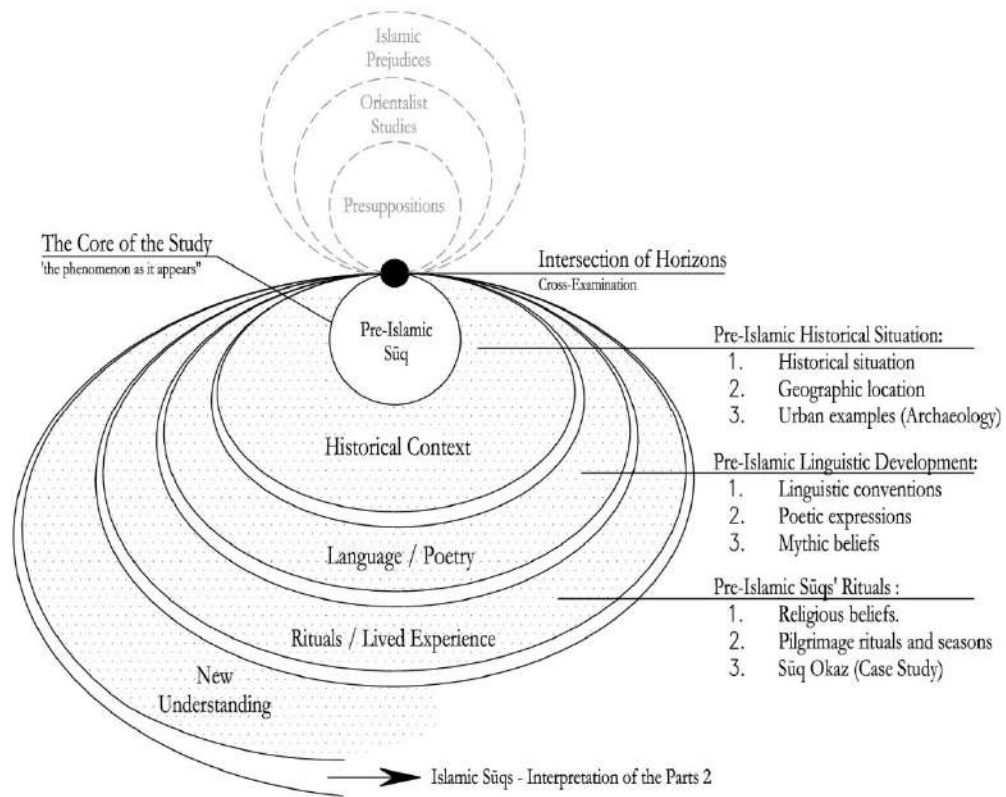 Islamic
Prejudices
Orientalist
Studies
Presuppositions
The Core of the Study
'the phenomenon as it appears"
Intersection of Horizons
Cross-Examination
Pre-Islamic
Sūq
Pre-Islamic Historical Situation:
1. Historical situation
2. Geographic location
3. Urban examples (Archaeology)
Historical Context
Pre-Islamic Linguistic Development:
1. Linguistic conventions
2. Poetic expressions
3. Mythic beliefs
Language / Poetry
Pre-Islamic Sūqs' Rituals :
1. Religious beliefs.
2. Pilgrimage rituals and seasons
3. Sūq Okaz (Case Study)
Rituals / Lived Experience
New
Understanding
Islamic Sūqs - Interpretation of the Parts 2